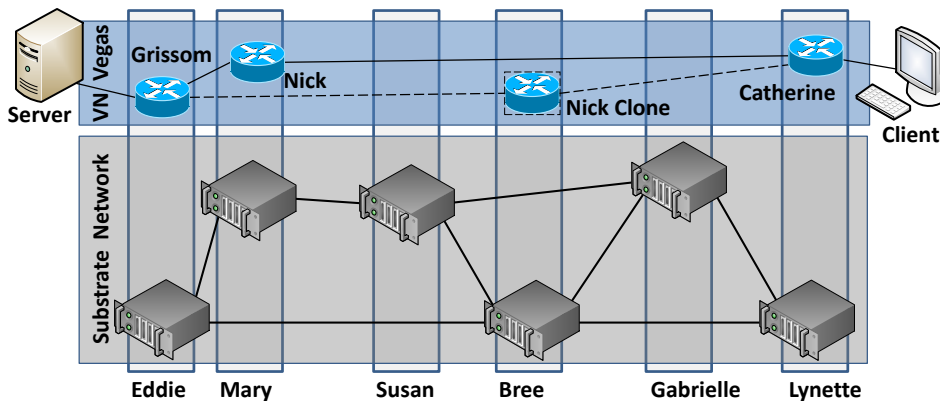 VN Vegas
Server
Grissom
Nick
Nick Clone
Catherine
Client
Substrate Network
Eddie
Mary
Susan
Bree
Gabrielle
Lynette